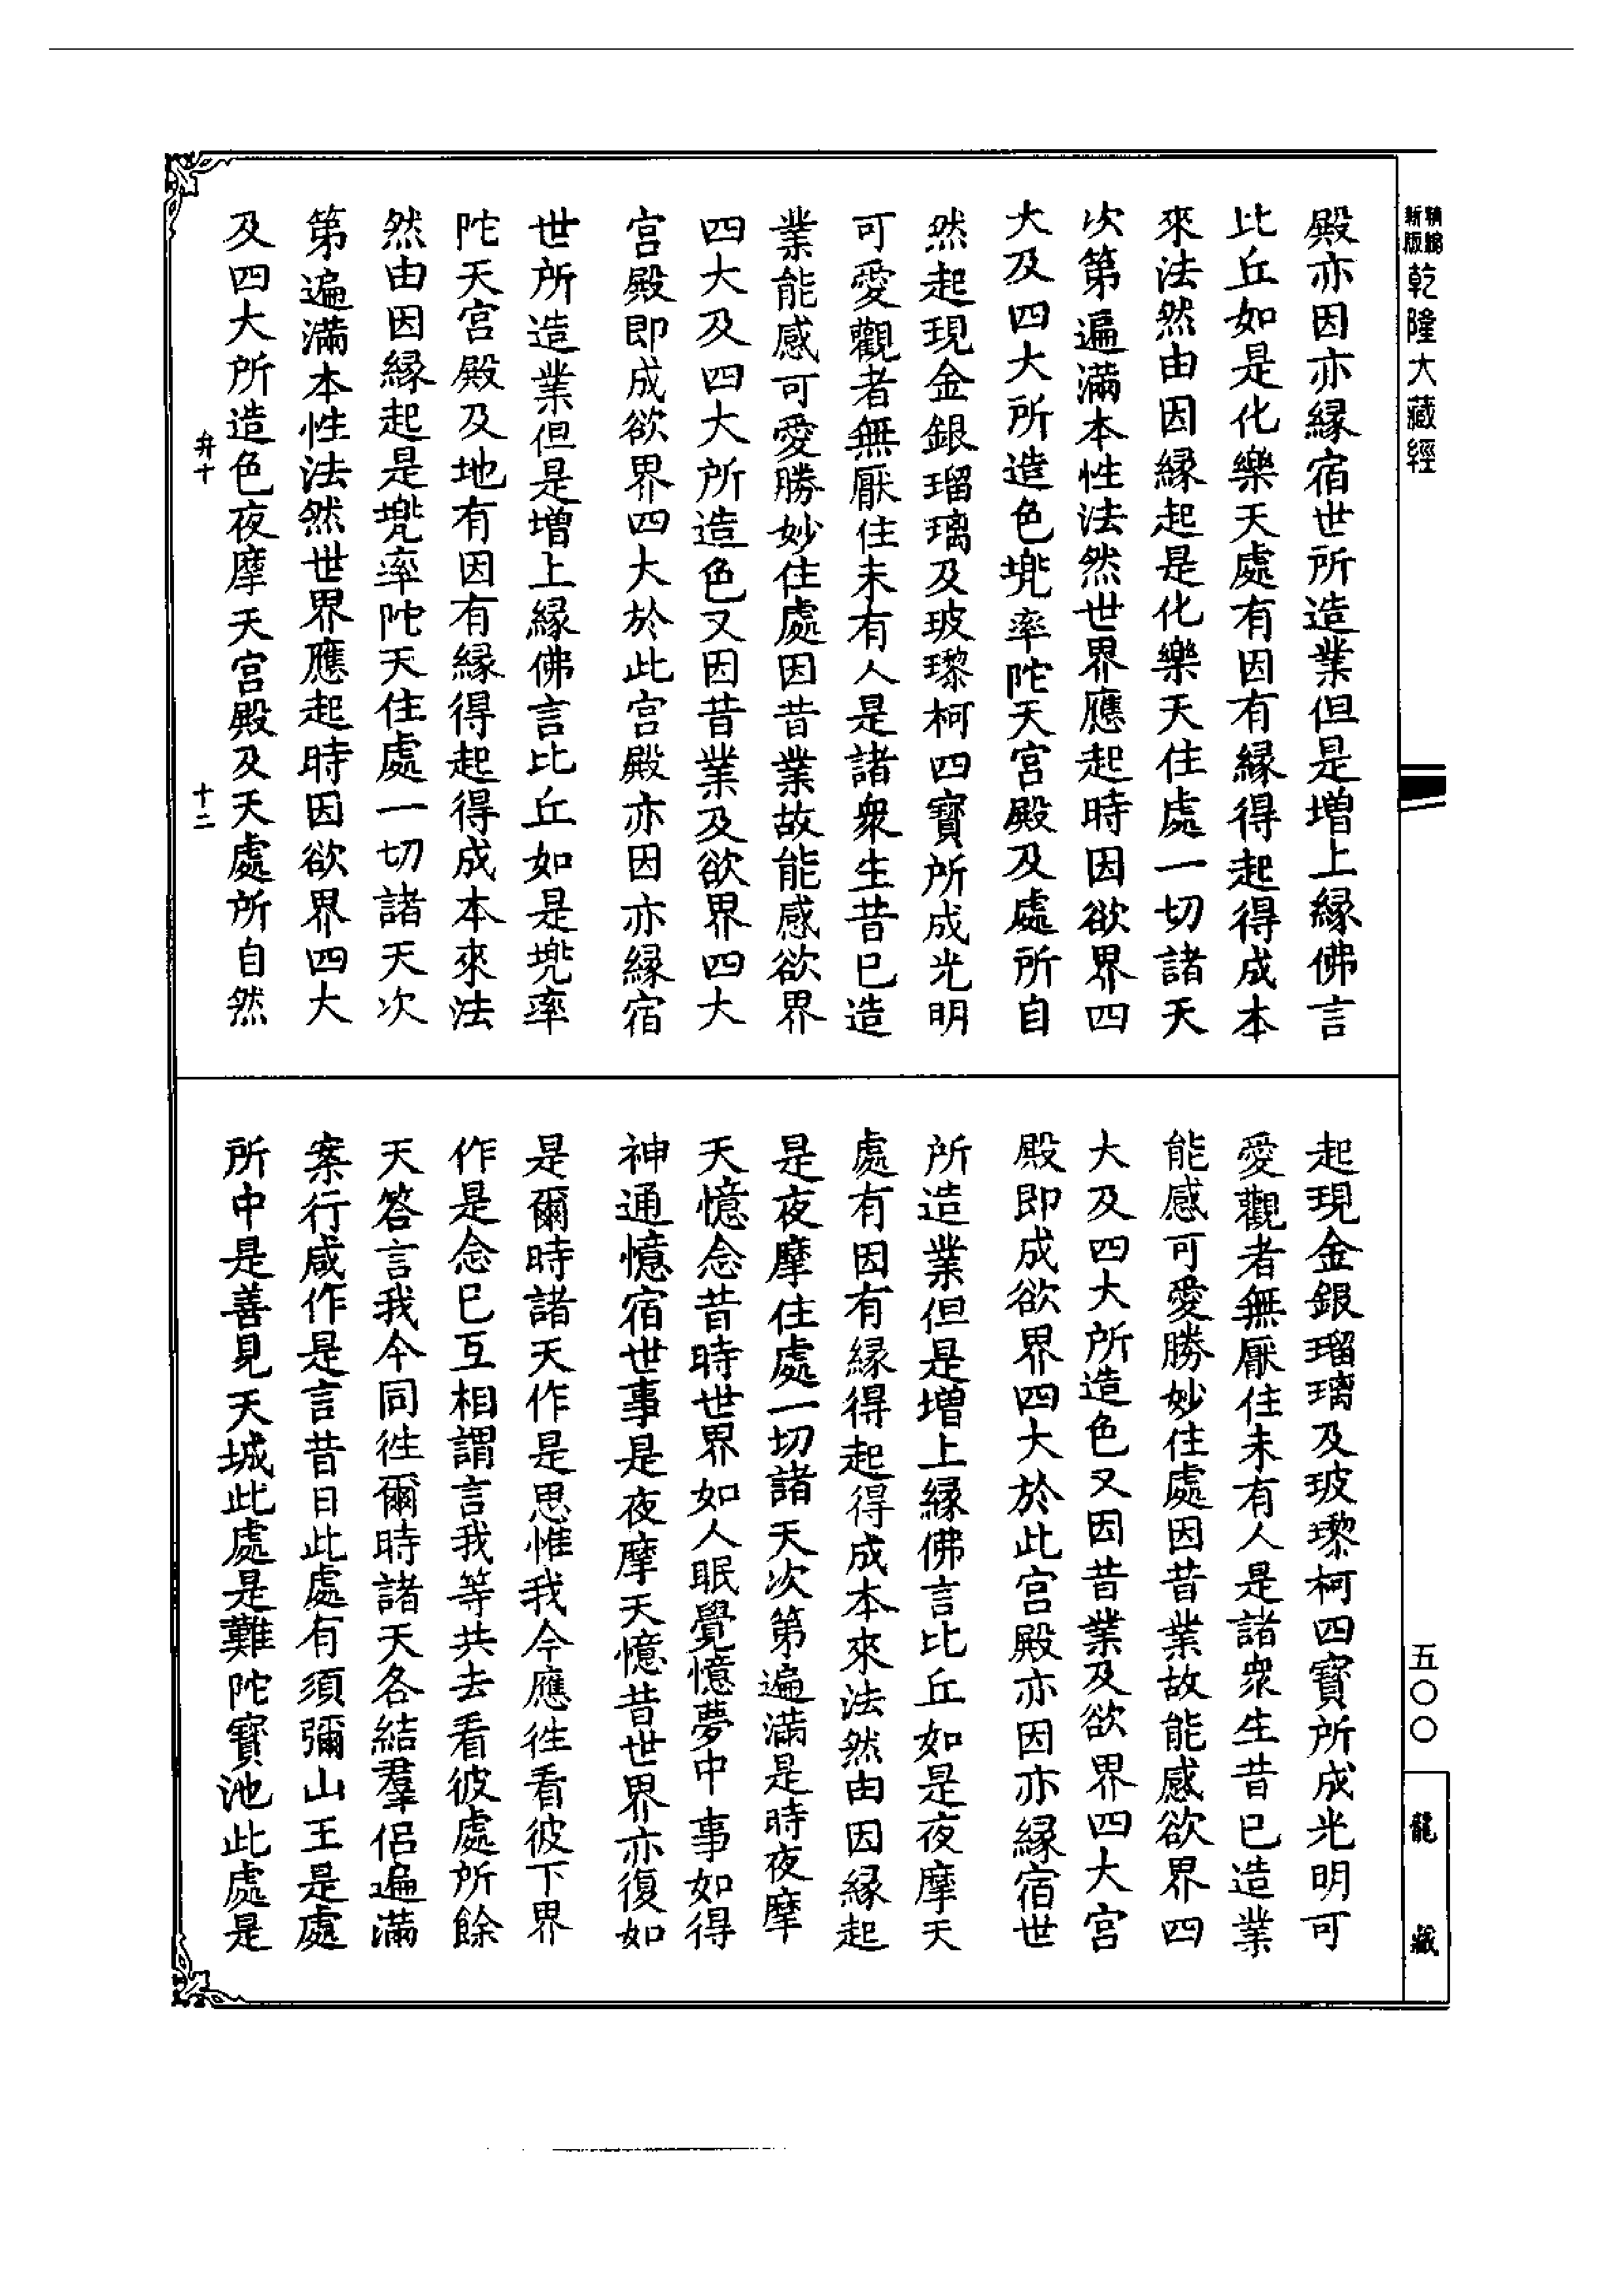 新版
精縮
乾隆大藏經
五〇〇
龍藏
殿亦因亦緣宿世所造業但是增上緣佛言
比丘如是化樂天處有因有緣得起得成本
來法然由因緣起是化樂天住處一切諸天
次第遍滿本性法然世界應起時因欲界四
大及四大所造色兠率陀天宮殿及處所自
然起現金銀瑠璃及玻瓈柯四寶所成光明
可愛觀者無厭住未有人是諸衆生昔已造
業能感可愛勝妙住處因昔業故能感欲界
四大及四大所造色又因昔業及欲界四大
宮殿即成欲界四大於此宮殿亦因亦緣宿
世所造業但是增上緣佛言比丘如是兠率
陀天宮殿及地有因有緣得起得成本來法
然由因緣起是兠率陀天住處一切諸天次
第遍滿本性法然世界應起時因欲界四大
及四大所造色夜摩天宮殿及天處所自然
弁十
十二
起現金銀瑠璃及玻瓈柯四寶所成光明可
愛觀者無厭住未有人是諸衆生昔已造業
能感可愛勝妙住處因昔業故能感欲界四
大及四大所造色又因昔業及欲界四大宮
殿即成欲界四大於此宮殿亦因亦緣宿世
所造業但是增上緣佛言比丘如是夜摩天
處有因有緣得起得成本來法然由因緣起
是夜摩住處一切諸天次第遍滿是時夜摩
天憶念昔時世界如人眠覺憶夢中事如得
神通憶宿世事是夜摩天憶昔世界亦復如
是爾時諸天作是思惟我今應徃看彼下界
作是念已互相謂言我等共去看彼處所餘
天答言我今同徃爾時諸天各結羣侣遍滿
案行咸作是言昔日此處有須彌山王是處
所中是善見天城此處是難陀寶池此處是